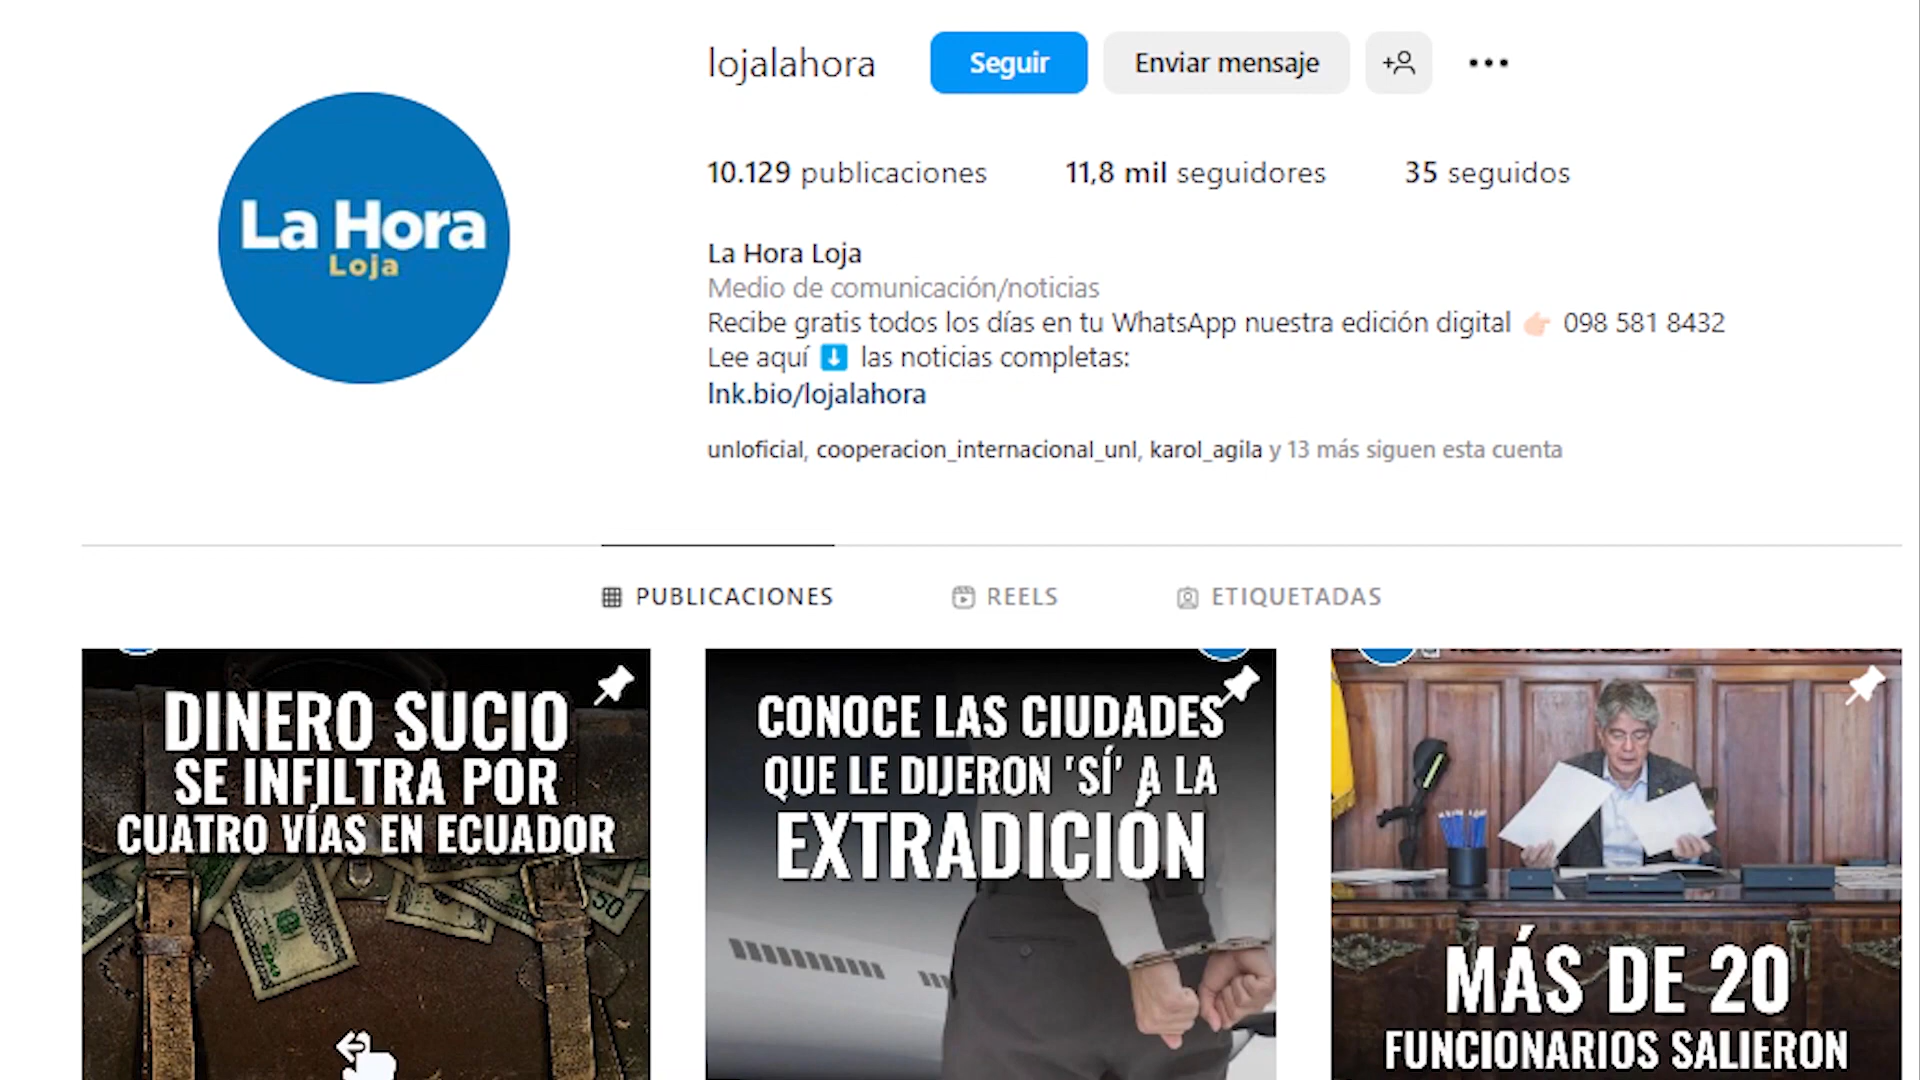 lojalahora
Seguir
Enviar mensaje
10.129 publicaciones
11,8 mil seguidores
35 seguidos
La Hora
Loja
La Hora Loja
Medio de comunicación/noticias
Recibe gratis todos los días en tu WhatsApp nuestra edición digital 👉🏻 098 581 8432
Lee aquí ⬇️ las noticias completas:
lnk.bio/lojalahora
unloficial, cooperacion_internacional_unl, karol_agila y 13 más siguen esta cuenta
PUBLICACIONES
REELS
ETIQUETADAS
DINERO SUCIO
SE INFILTRA POR
CUATRO VÍAS EN ECUADOR
50
CONOCE LAS CIUDADES
QUE LE DIJERON 'SÍ' A LA
EXTRADICIÓN
MÁS DE 20
FUNCIONARIOS SALIERON